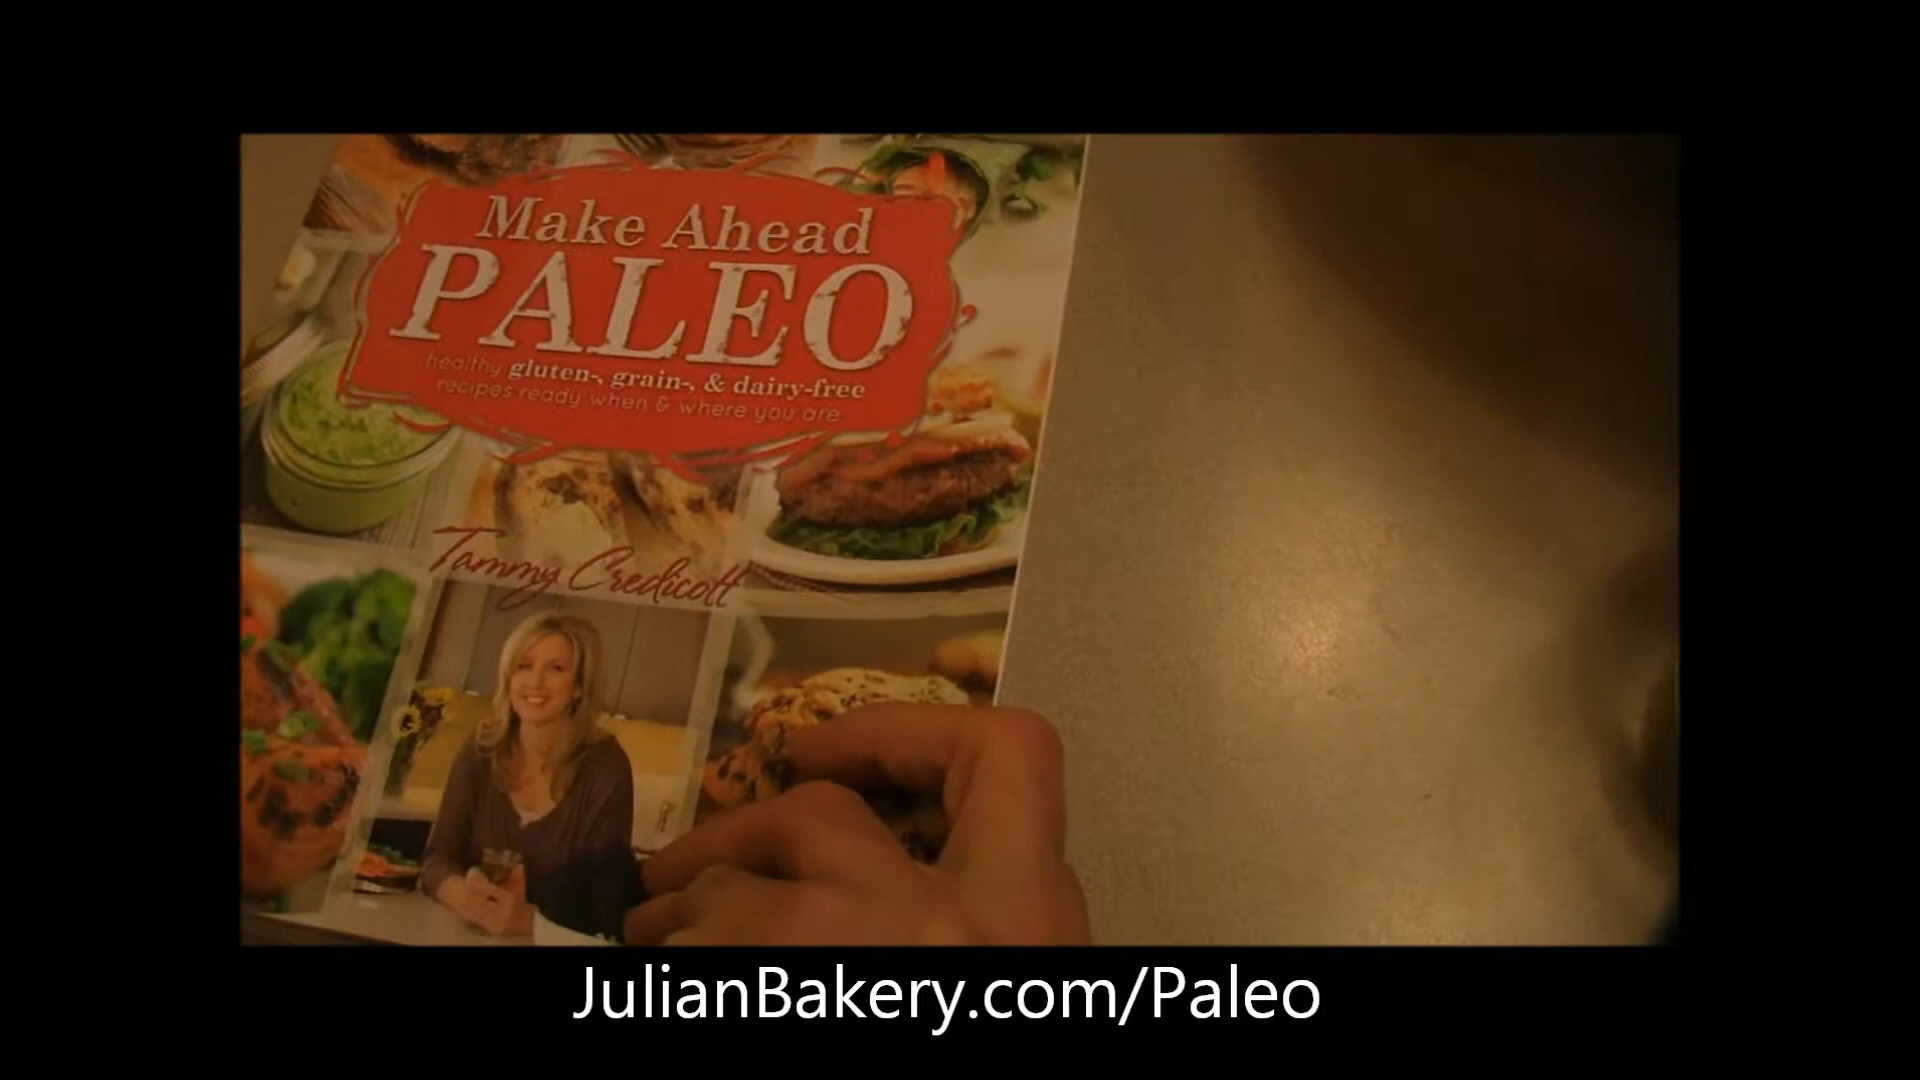 Make Ahead
PALEO
healthy gluten-, grain-, & dairy-free
recipes ready when & where you are
Tammy Credicott
JulianBakery.com/Paleo